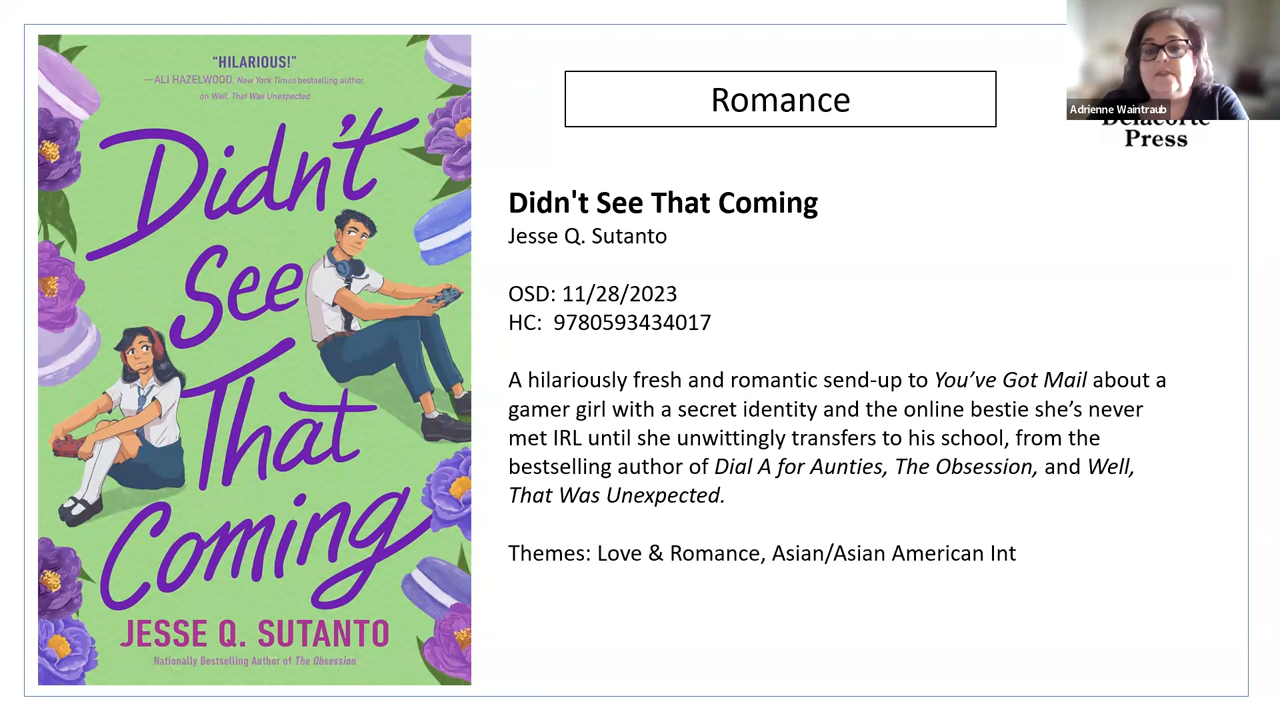 "HILARIOUS!"
—ALI HAZELWOOD, New York Times bestselling author,
on Well, That Was Unexpected
Didn't
See
That
Coming
JESSE Q. SUTANTO
Nationally Bestselling Author of The Obsession
Romance
Adrienne Waintraub
Delacorte
Press
Didn't See That Coming
Jesse Q. Sutanto
OSD: 11/28/2023
HC: 9780593434017
A hilariously fresh and romantic send-up to You’ve Got Mail about a
gamer girl with a secret identity and the online bestie she’s never
met IRL until she unwittingly transfers to his school, from the
bestselling author of Dial A for Aunties, The Obsession, and Well,
That Was Unexpected.
Themes: Love & Romance, Asian/Asian American Int